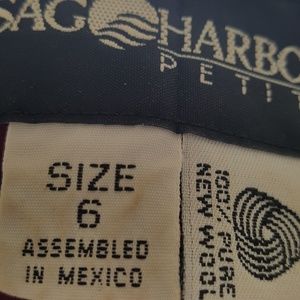 SAG HARBO
PETIT
SIZE
6
ASSEMBLED
IN MEXICO
100% PURE
NEW WOOL